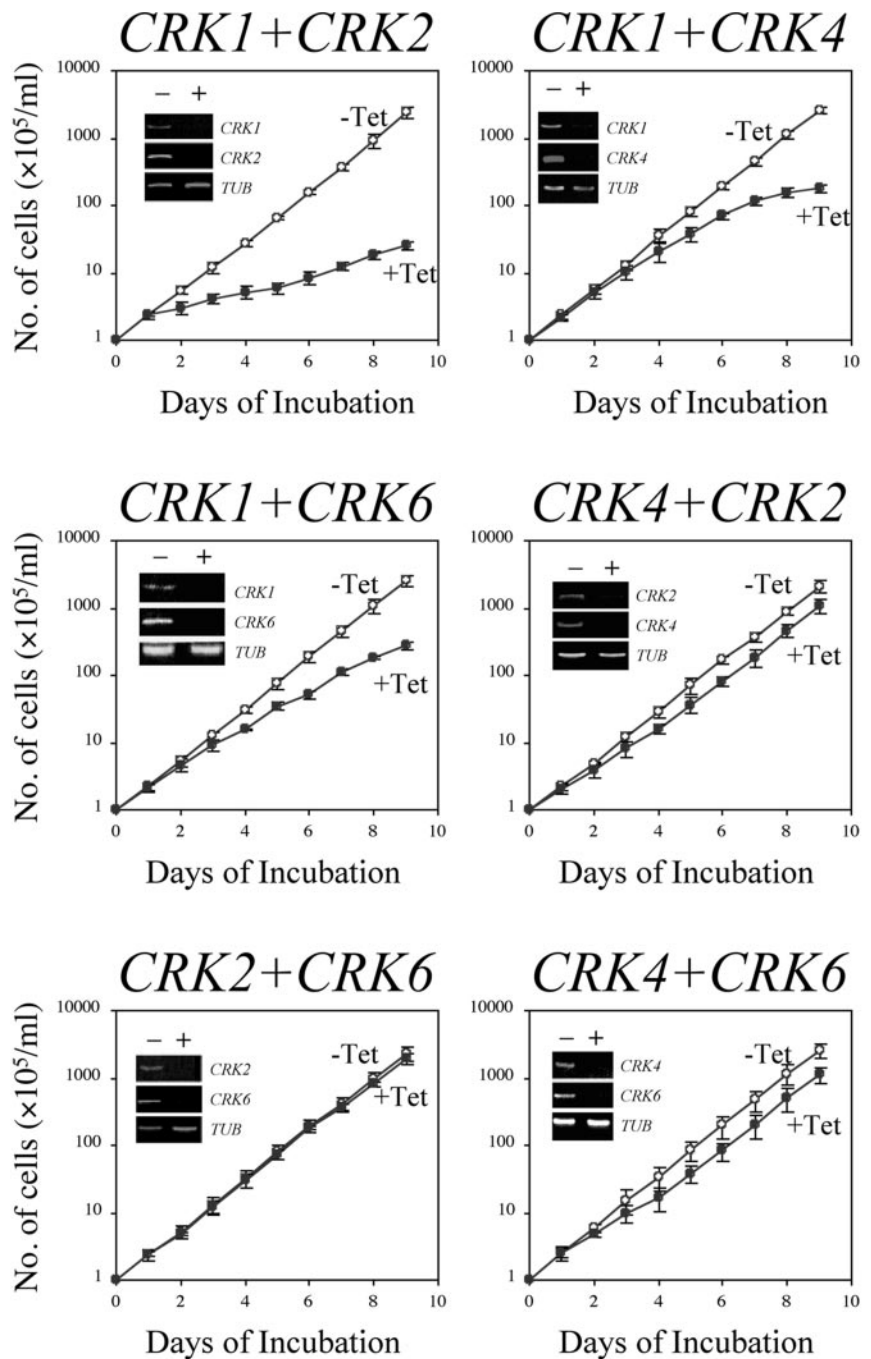 CRK1+CRK2
No. of cells (×10⁵/ml)
10000
1000
100
10
1
− +
CRK1
CRK2
TUB
-Tet
+Tet
0 2 4 6 8 10
Days of Incubation
CRK1+CRK4
10000
1000
100
10
1
− +
CRK1
CRK4
TUB
-Tet
+Tet
0 2 4 6 8 10
Days of Incubation
CRK1+CRK6
No. of cells (×10⁵/ml)
10000
1000
100
10
1
− +
CRK1
CRK6
TUB
-Tet
+Tet
0 2 4 6 8 10
Days of Incubation
CRK4+CRK2
10000
1000
100
10
1
− +
CRK2
CRK4
TUB
-Tet
+Tet
0 2 4 6 8 10
Days of Incubation
CRK2+CRK6
No. of cells (×10⁵/ml)
10000
1000
100
10
1
− +
CRK2
CRK6
TUB
-Tet
+Tet
0 2 4 6 8 10
Days of Incubation
CRK4+CRK6
10000
1000
100
10
1
− +
CRK4
CRK6
TUB
-Tet
+Tet
0 2 4 6 8 10
Days of Incubation